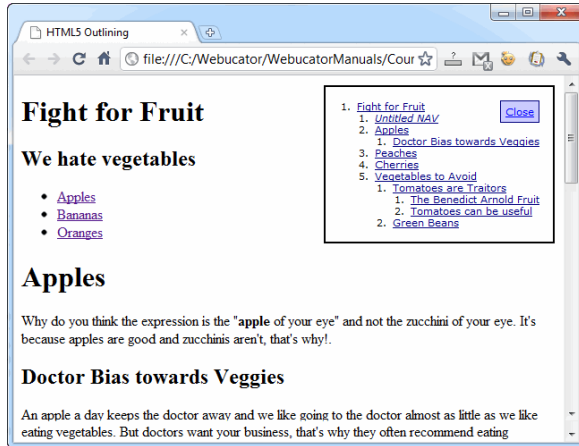 HTML5 Outlining
file:///C:/Webucator/WebucatorManuals/Cour
Fight for Fruit
We hate vegetables
Apples
Bananas
Oranges
Close
1. Fight for Fruit
1. Untitled NAV
2. Apples
1. Doctor Bias towards Veggies
3. Peaches
4. Cherries
5. Vegetables to Avoid
1. Tomatoes are Traitors
1. The Benedict Arnold Fruit
2. Tomatoes can be useful
2. Green Beans
Apples
Why do you think the expression is the "apple of your eye" and not the zucchini of your eye. It's
because apples are good and zucchinis aren't, that's why!.
Doctor Bias towards Veggies
An apple a day keeps the doctor away and we like going to the doctor almost as little as we like
eating vegetables. But doctors want your business, that's why they often recommend eating